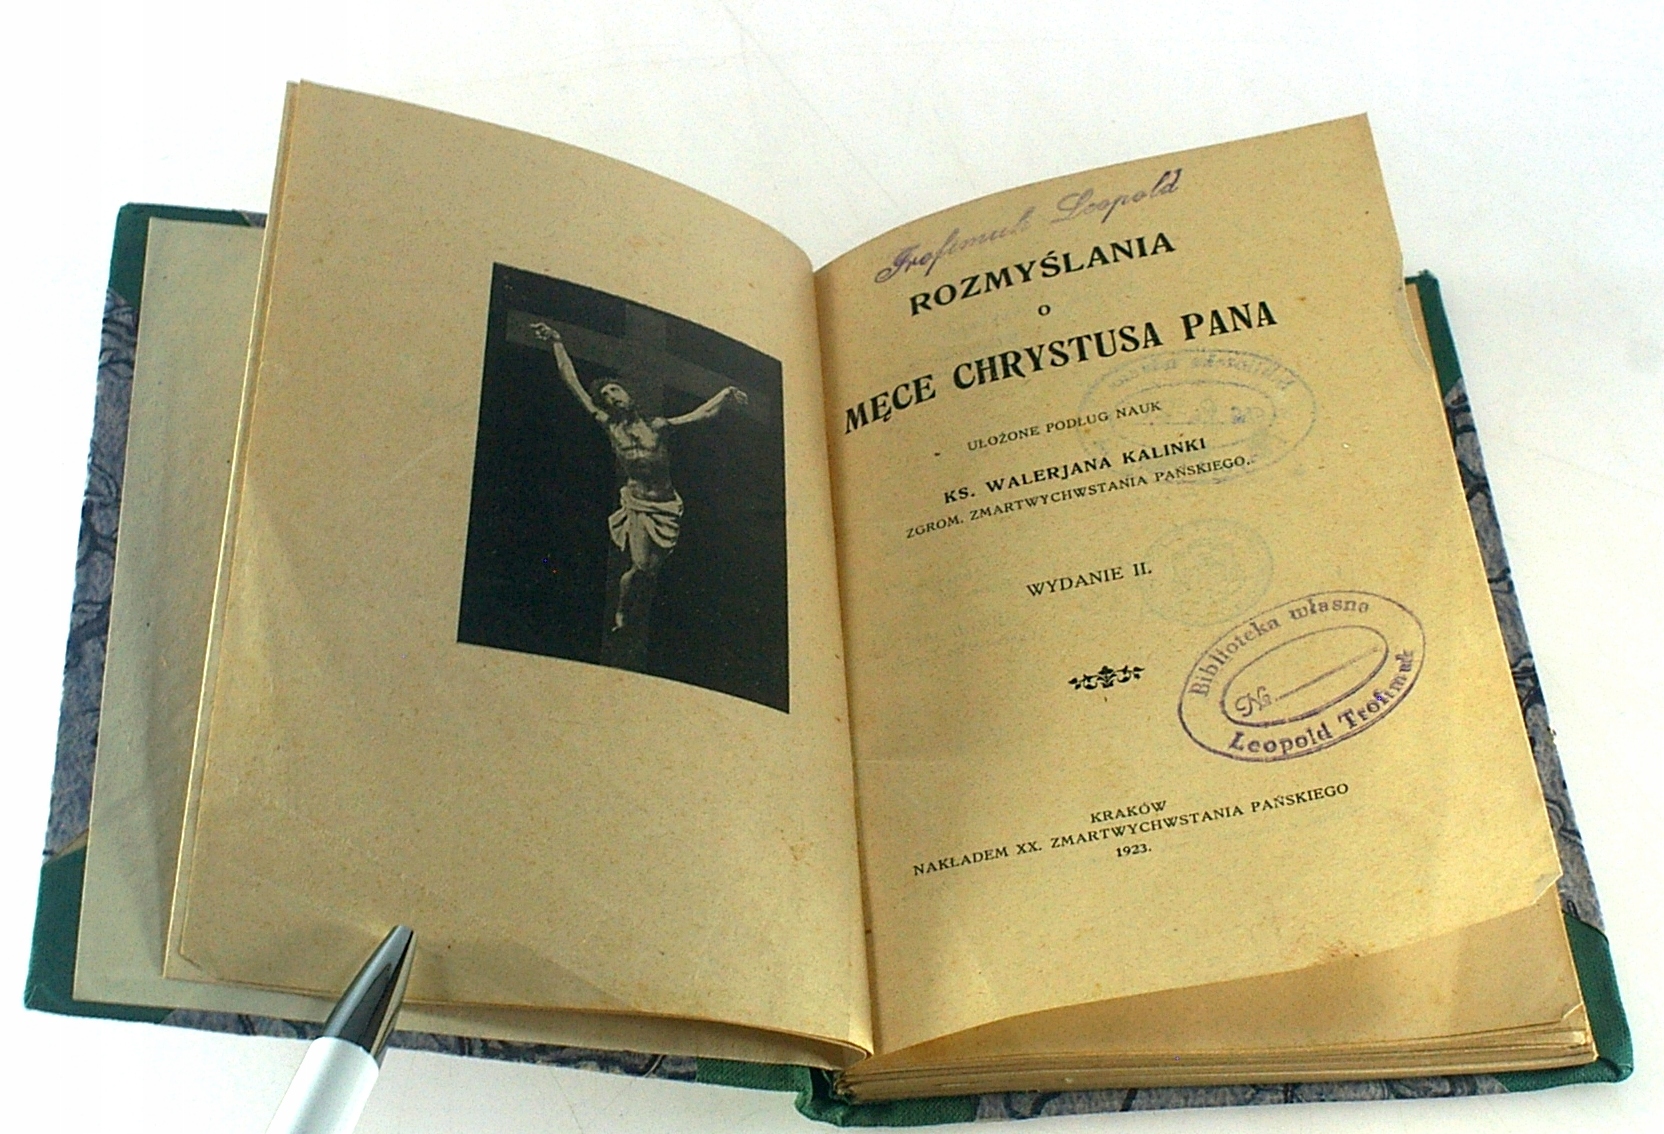 Trofimuk Leopold
ROZMYŚLANIA
O
MĘCE CHRYSTUSA PANA
UŁOŻONE PODŁUG NAUK
KS. WALERJANA KALINKI
ZGROM. ZMARTWYCHWSTANIA PAŃSKIEGO.
WYDANIE II.
Biblioteka własna
No
Leopold Trofimuk
KRAKÓW
NAKŁADEM XX. ZMARTWYCHWSTANIA PAŃSKIEGO
1923.